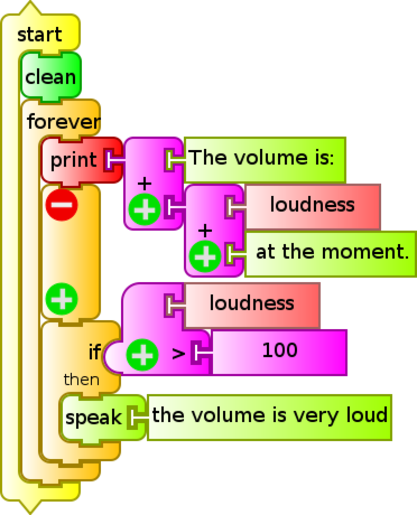 start
clean
forever
print
The volume is:
+
loudness
+
at the moment.
loudness
if
>
100
then
speak
the volume is very loud